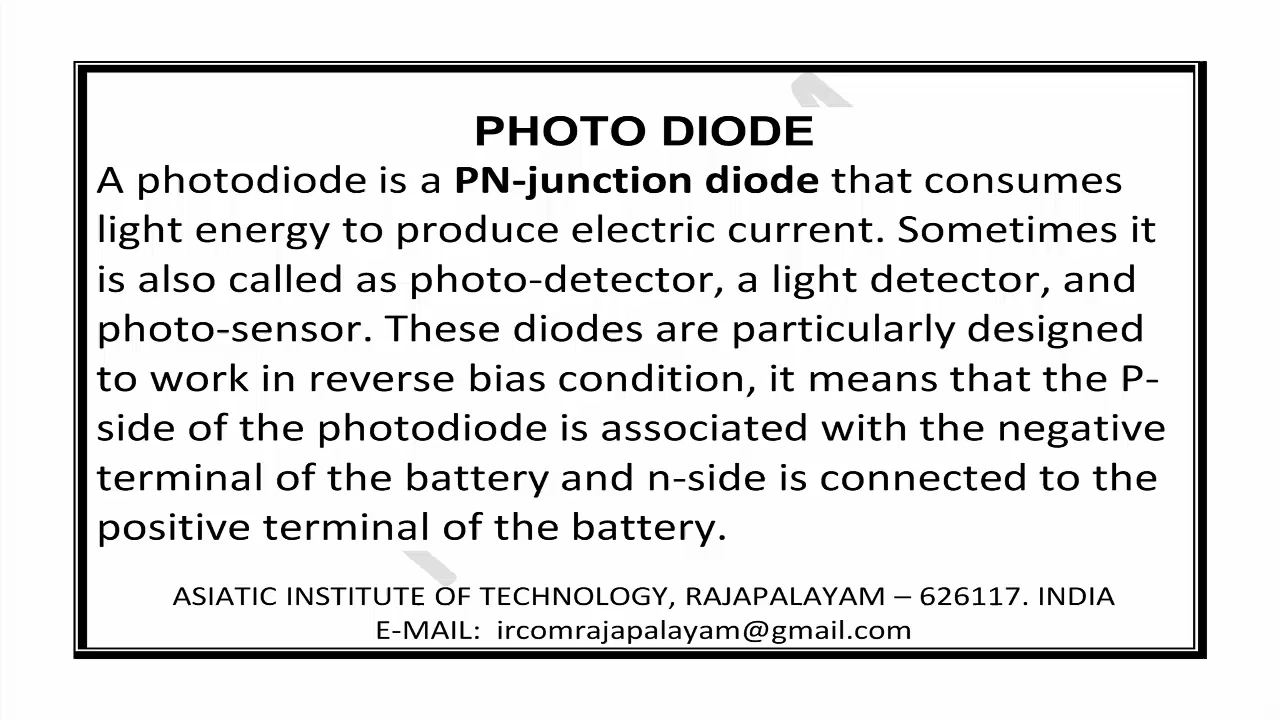 PHOTO DIODE
A photodiode is a PN-junction diode that consumes
light energy to produce electric current. Sometimes it
is also called as photo-detector, a light detector, and
photo-sensor. These diodes are particularly designed
to work in reverse bias condition, it means that the P-
side of the photodiode is associated with the negative
terminal of the battery and n-side is connected to the
positive terminal of the battery.
ASIATIC INSTITUTE OF TECHNOLOGY, RAJAPALAYAM – 626117. INDIA
E-MAIL: ircomrajapalayam@gmail.com